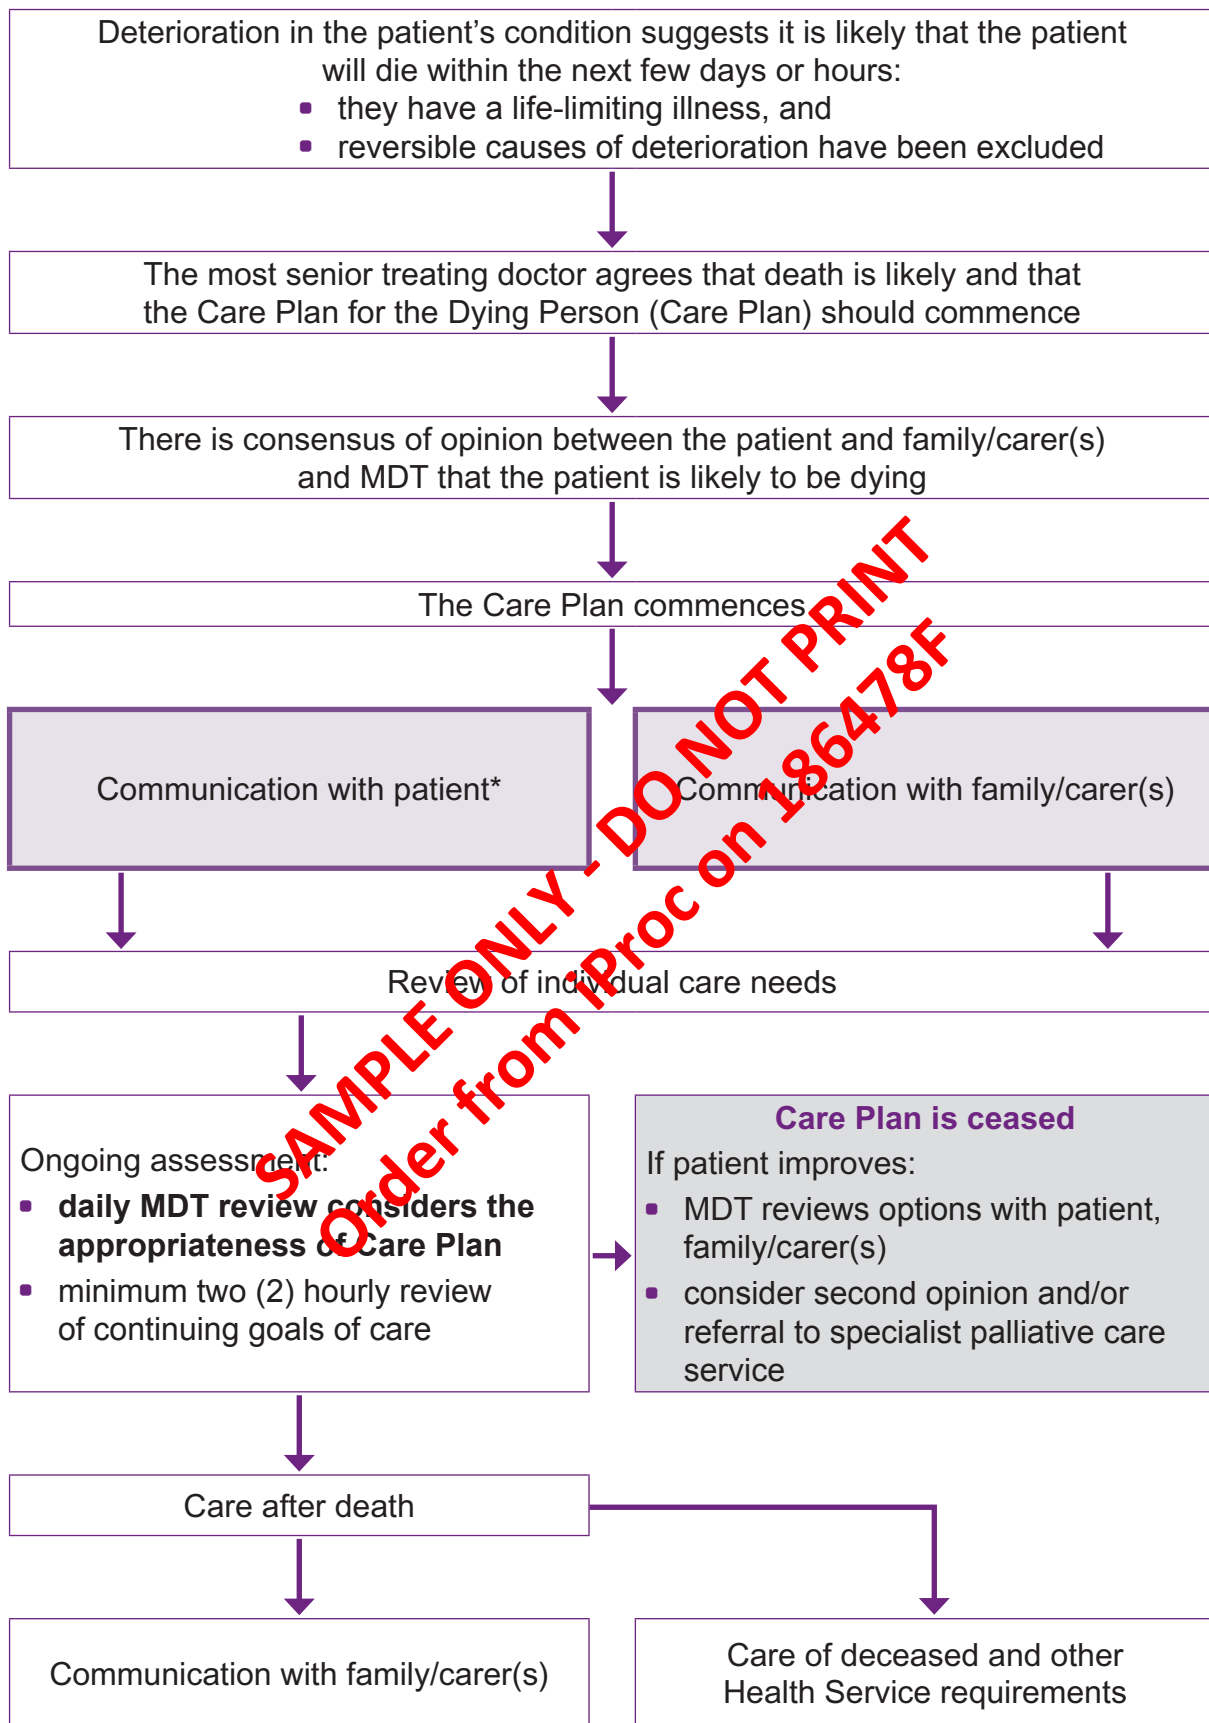 Deterioration in the patient's condition suggests it is likely that the patient
will die within the next few days or hours:
▪ they have a life-limiting illness, and
▪ reversible causes of deterioration have been excluded
The most senior treating doctor agrees that death is likely and that
the Care Plan for the Dying Person (Care Plan) should commence
There is consensus of opinion between the patient and family/carer(s)
and MDT that the patient is likely to be dying
The Care Plan commences
Communication with patient*
Communication with family/carer(s)
Review of individual care needs
Ongoing assessment:
▪ daily MDT review considers the
appropriateness of Care Plan
▪ minimum two (2) hourly review
of continuing goals of care
Care Plan is ceased
If patient improves:
▪ MDT reviews options with patient,
family/carer(s)
▪ consider second opinion and/or
referral to specialist palliative care
service
Care after death
Communication with family/carer(s)
Care of deceased and other
Health Service requirements
SAMPLE ONLY - DO NOT PRINT
Order from iProc on 186478F